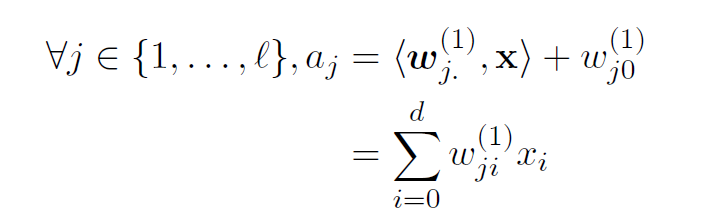 ∀j ∈ {1, . . . , ℓ}, a_j = ⟨w_{j.}^{(1)}, x⟩ + w_{j0}^{(1)}
= ∑_{i=0}^{d} w_{ji}^{(1)} x_i